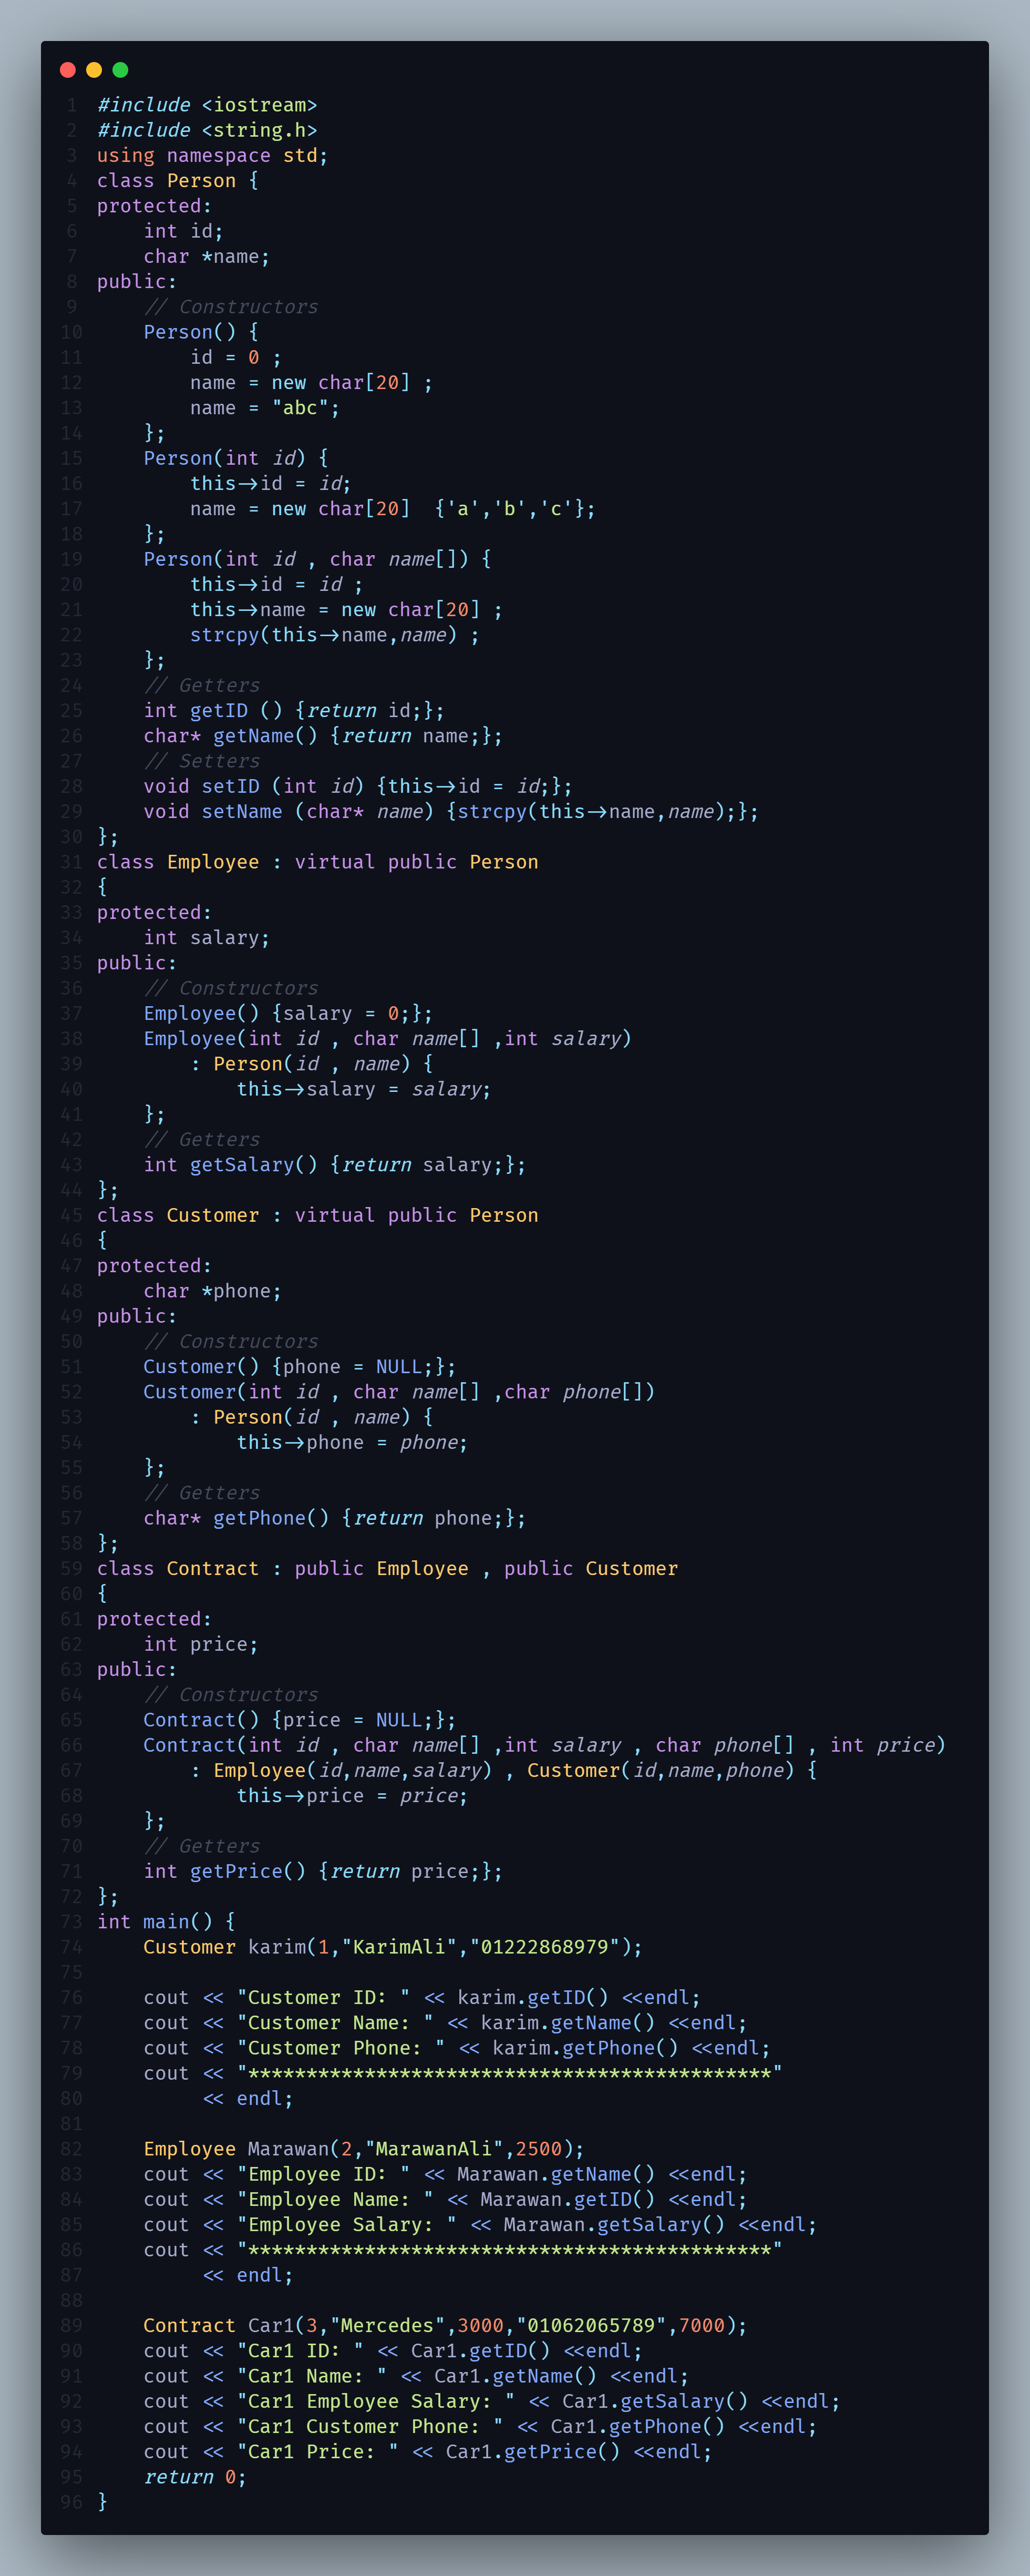 1 #include <iostream>
2 #include <string.h>
3 using namespace std;
4 class Person {
5 protected:
6     int id;
7     char *name;
8 public:
9     // Constructors
10     Person() {
11         id = 0 ;
12         name = new char[20] ;
13         name = "abc";
14     };
15     Person(int id) {
16         this->id = id;
17         name = new char[20]  {'a','b','c'};
18     };
19     Person(int id , char name[]) {
20         this->id = id ;
21         this->name = new char[20] ;
22         strcpy(this->name,name) ;
23     };
24     // Getters
25     int getID () {return id;};
26     char* getName() {return name;};
27     // Setters
28     void setID (int id) {this->id = id;};
29     void setName (char* name) {strcpy(this->name,name);};
30 };
31 class Employee : virtual public Person
32 {
33 protected:
34     int salary;
35 public:
36     // Constructors
37     Employee() {salary = 0;};
38     Employee(int id , char name[] ,int salary)
39         : Person(id , name) {
40             this->salary = salary;
41     };
42     // Getters
43     int getSalary() {return salary;};
44 };
45 class Customer : virtual public Person
46 {
47 protected:
48     char *phone;
49 public:
50     // Constructors
51     Customer() {phone = NULL;};
52     Customer(int id , char name[] ,char phone[])
53         : Person(id , name) {
54             this->phone = phone;
55     };
56     // Getters
57     char* getPhone() {return phone;};
58 };
59 class Contract : public Employee , public Customer
60 {
61 protected:
62     int price;
63 public:
64     // Constructors
65     Contract() {price = NULL;};
66     Contract(int id , char name[] ,int salary , char phone[] , int price)
67         : Employee(id,name,salary) , Customer(id,name,phone) {
68             this->price = price;
69     };
70     // Getters
71     int getPrice() {return price;};
72 };
73 int main() {
74     Customer karim(1,"KarimAli","01222868979");
75
76     cout << "Customer ID: " << karim.getID() <<endl;
77     cout << "Customer Name: " << karim.getName() <<endl;
78     cout << "Customer Phone: " << karim.getPhone() <<endl;
79     cout << "*********************************************"
80          << endl;
81
82     Employee Marawan(2,"MarawanAli",2500);
83     cout << "Employee ID: " << Marawan.getName() <<endl;
84     cout << "Employee Name: " << Marawan.getID() <<endl;
85     cout << "Employee Salary: " << Marawan.getSalary() <<endl;
86     cout << "*********************************************"
87          << endl;
88
89     Contract Car1(3,"Mercedes",3000,"01062065789",7000);
90     cout << "Car1 ID: " << Car1.getID() <<endl;
91     cout << "Car1 Name: " << Car1.getName() <<endl;
92     cout << "Car1 Employee Salary: " << Car1.getSalary() <<endl;
93     cout << "Car1 Customer Phone: " << Car1.getPhone() <<endl;
94     cout << "Car1 Price: " << Car1.getPrice() <<endl;
95     return 0;
96 }